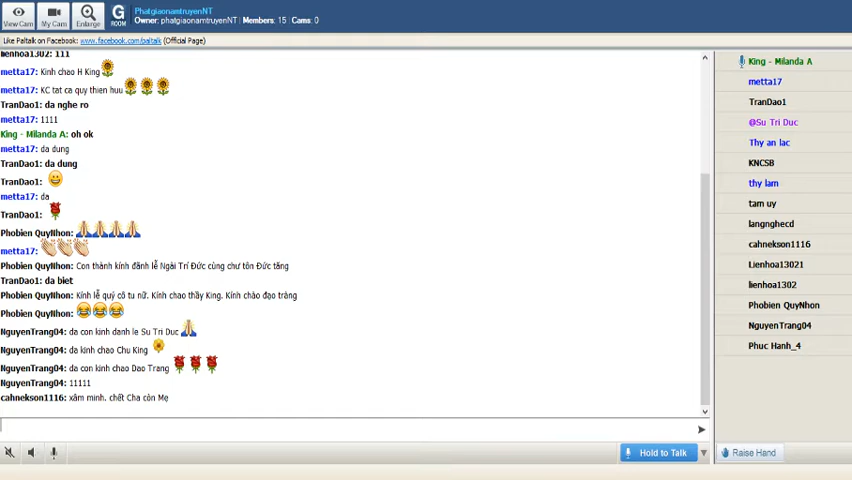 View Cam
My Cam
Enlarge
G
ROOM
PhatgiaonamtruyenNT
Owner: phatgiaonamtruyenNT | Members: 15 | Cams: 0
Like Paltalk on Facebook: www.facebook.com/paltalk (Official Page)
lienhoa1302: 111
metta17: Kinh chao H King
metta17: KC tat ca quy thien huu
TranDao1: da nghe ro
metta17: 1111
King - Milanda A: oh ok
metta17: da dung
TranDao1: da dung
TranDao1:
metta17: da
TranDao1:
Phobien QuyNhon:
metta17:
Phobien QuyNhon: Con thành kính đãnh lễ Ngài Trí Đức cùng chư tôn Đức tăng
TranDao1: da biet
Phobien QuyNhon: Kính lễ quý cô tu nữ. Kính chao thầy King. Kính chào đạo tràng
Phobien QuyNhon:
NguyenTrang04: da con kinh danh le Su Tri Duc
NguyenTrang04: da kinh chao Chu King
NguyenTrang04: da con kinh chao Dao Trang
NguyenTrang04: 11111
cahnekson1116: xâm minh. chết Cha còn Mẹ
Hold to Talk
King - Milanda A
metta17
TranDao1
@Su Tri Duc
Thy an lac
KNCSB
thy lam
tam uy
langnghecd
cahnekson1116
Lienhoa13021
lienhoa1302
Phobien QuyNhon
NguyenTrang04
Phuc Hanh_4
Raise Hand